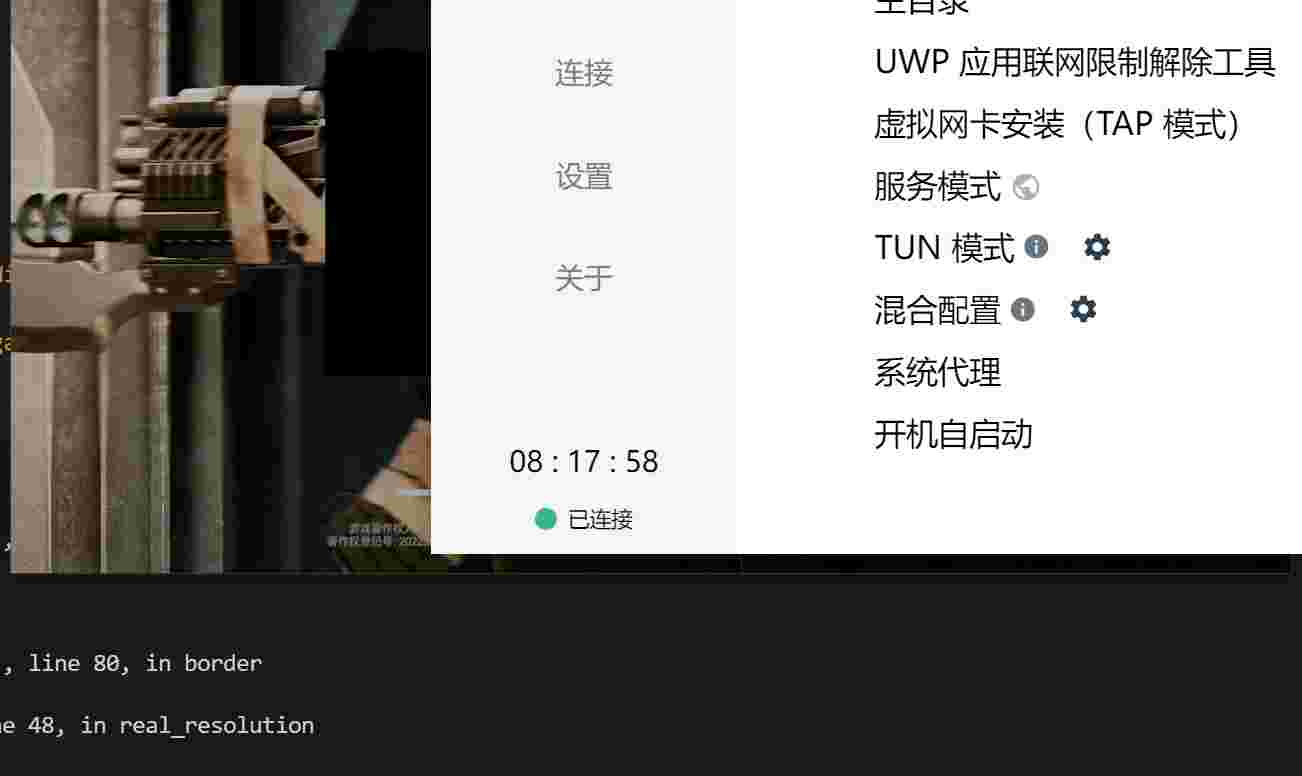 主目录
连接
UWP 应用联网限制解除工具
虚拟网卡安装（TAP 模式）
设置
服务模式
TUN 模式
关于
混合配置
系统代理
开机自启动
08 : 17 : 58
已连接
, line 80, in border
48, in real_resolution